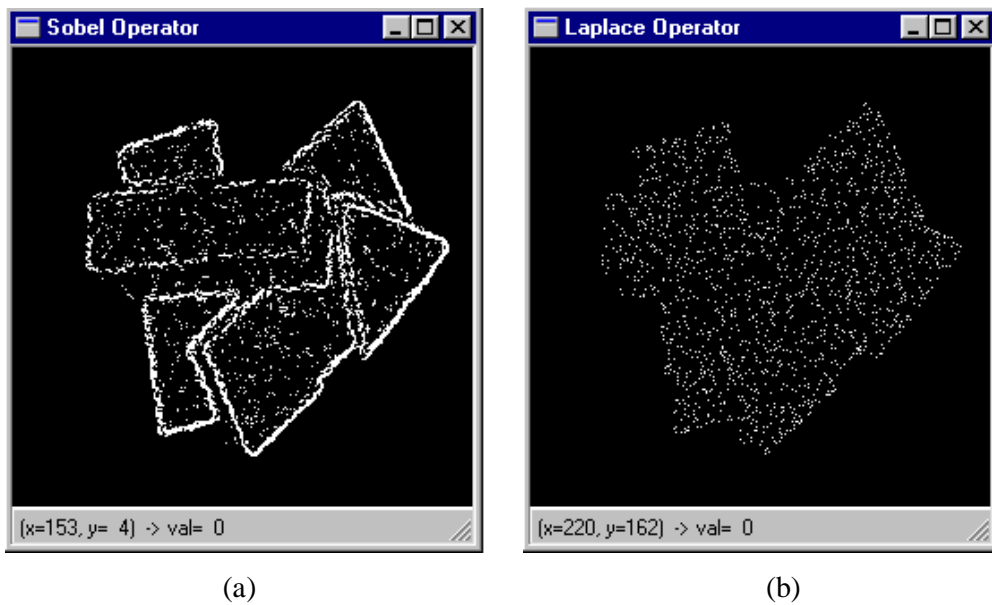 Sobel Operator
(x=153, y= 4) -> val= 0
(a)
Laplace Operator
(x=220, y=162) -> val= 0
(b)